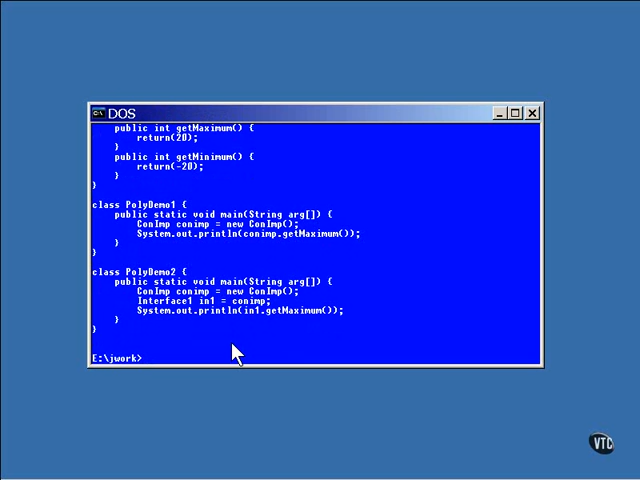 DOS
public int getMaximum() {
return(20);
}
public int getMinimum() {
return(-20);
}
}
class PolyDemo1 {
public static void main(String arg[]) {
ConImp conimp = new ConImp();
System.out.println(conimp.getMaximum());
}
}
class PolyDemo2 {
public static void main(String arg[]) {
ConImp conimp = new ConImp();
Interface1 in1 = conimp;
System.out.println(in1.getMaximum());
}
}
E:\jwork>
VTC